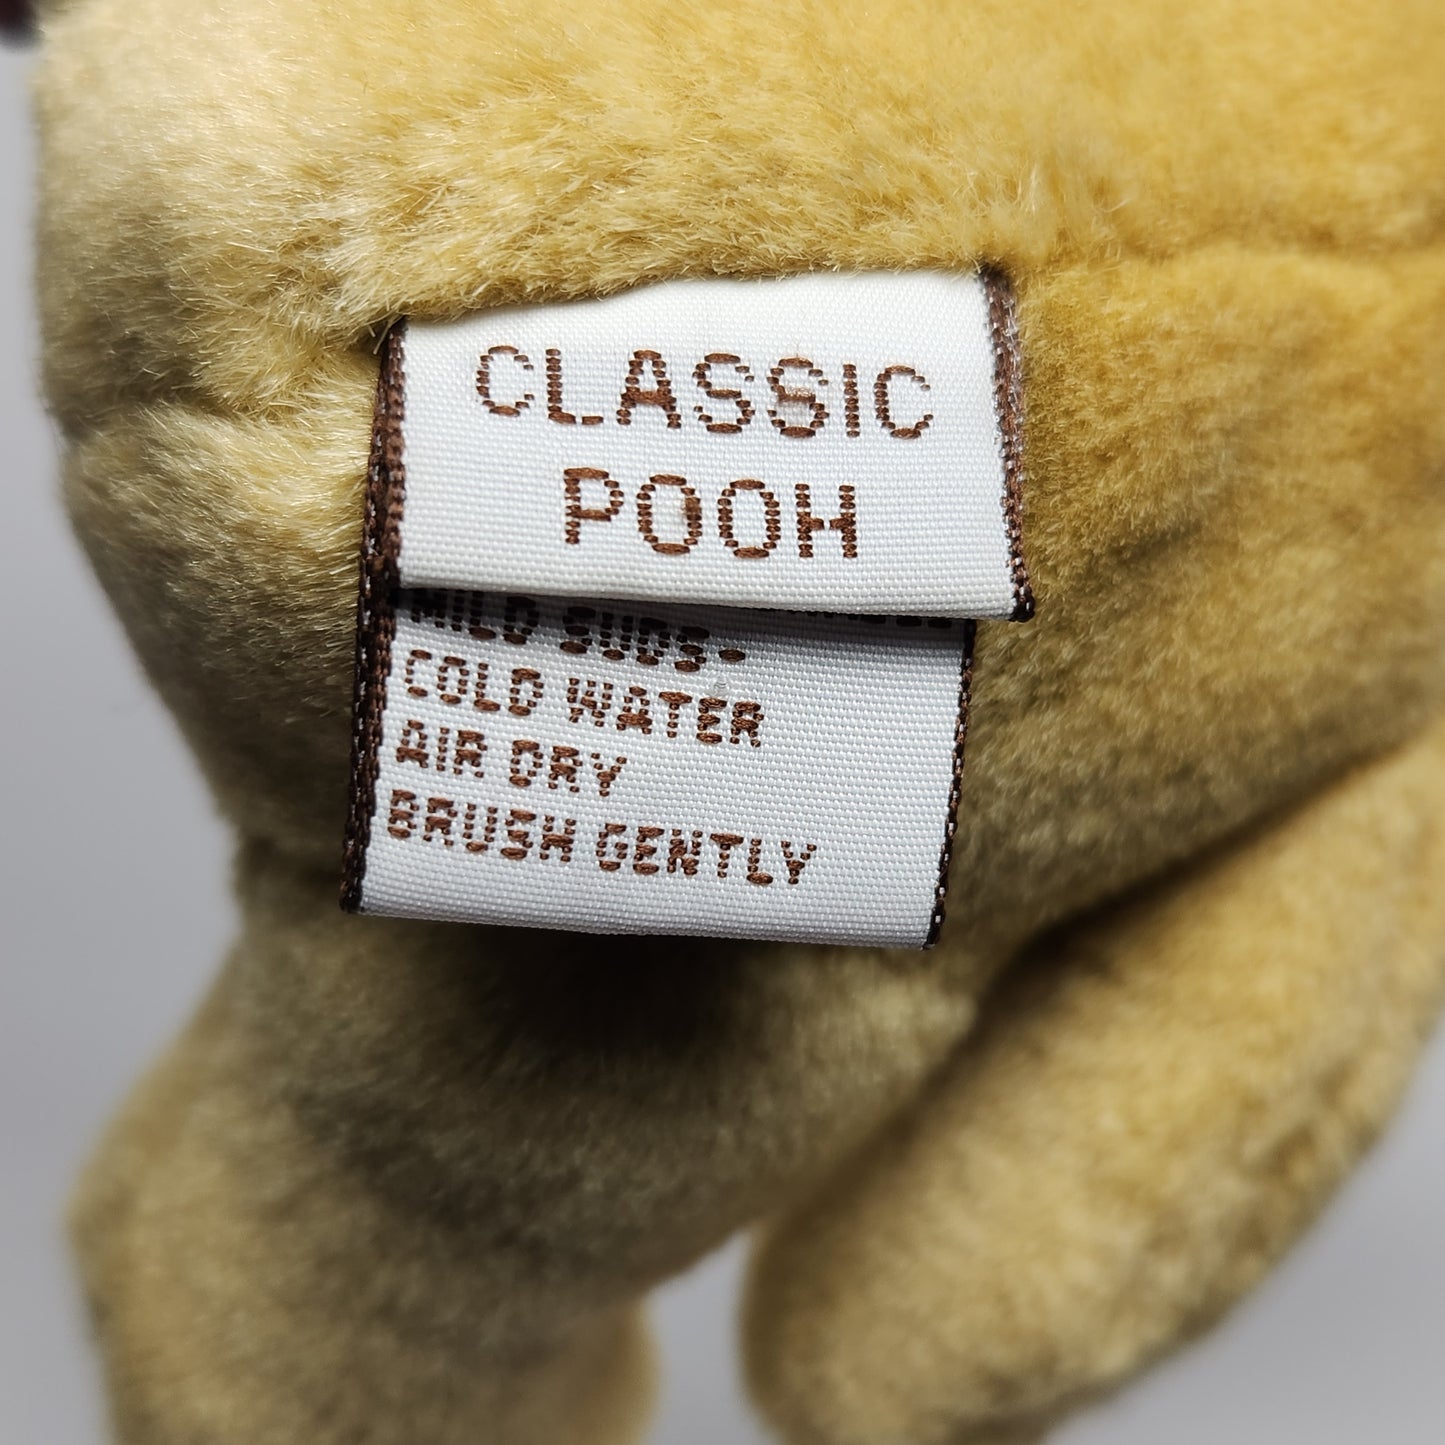 CLASSIC
POOH
MILD SUDS-
COLD WATER
AIR DRY
BRUSH GENTLY